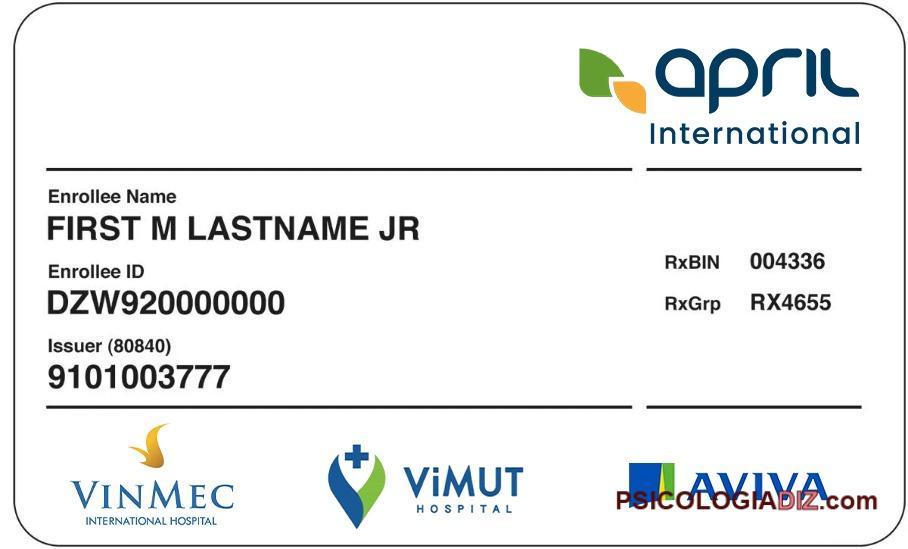 april
International
Enrollee Name
FIRST M LASTNAME JR
Enrollee ID
DZW920000000
Issuer (80840)
9101003777
RxBIN 004336
RxGrp RX4655
VINMEC
INTERNATIONAL HOSPITAL
ViMUT
HOSPITAL
AVIVA
PSICOLOGIADIZ.com